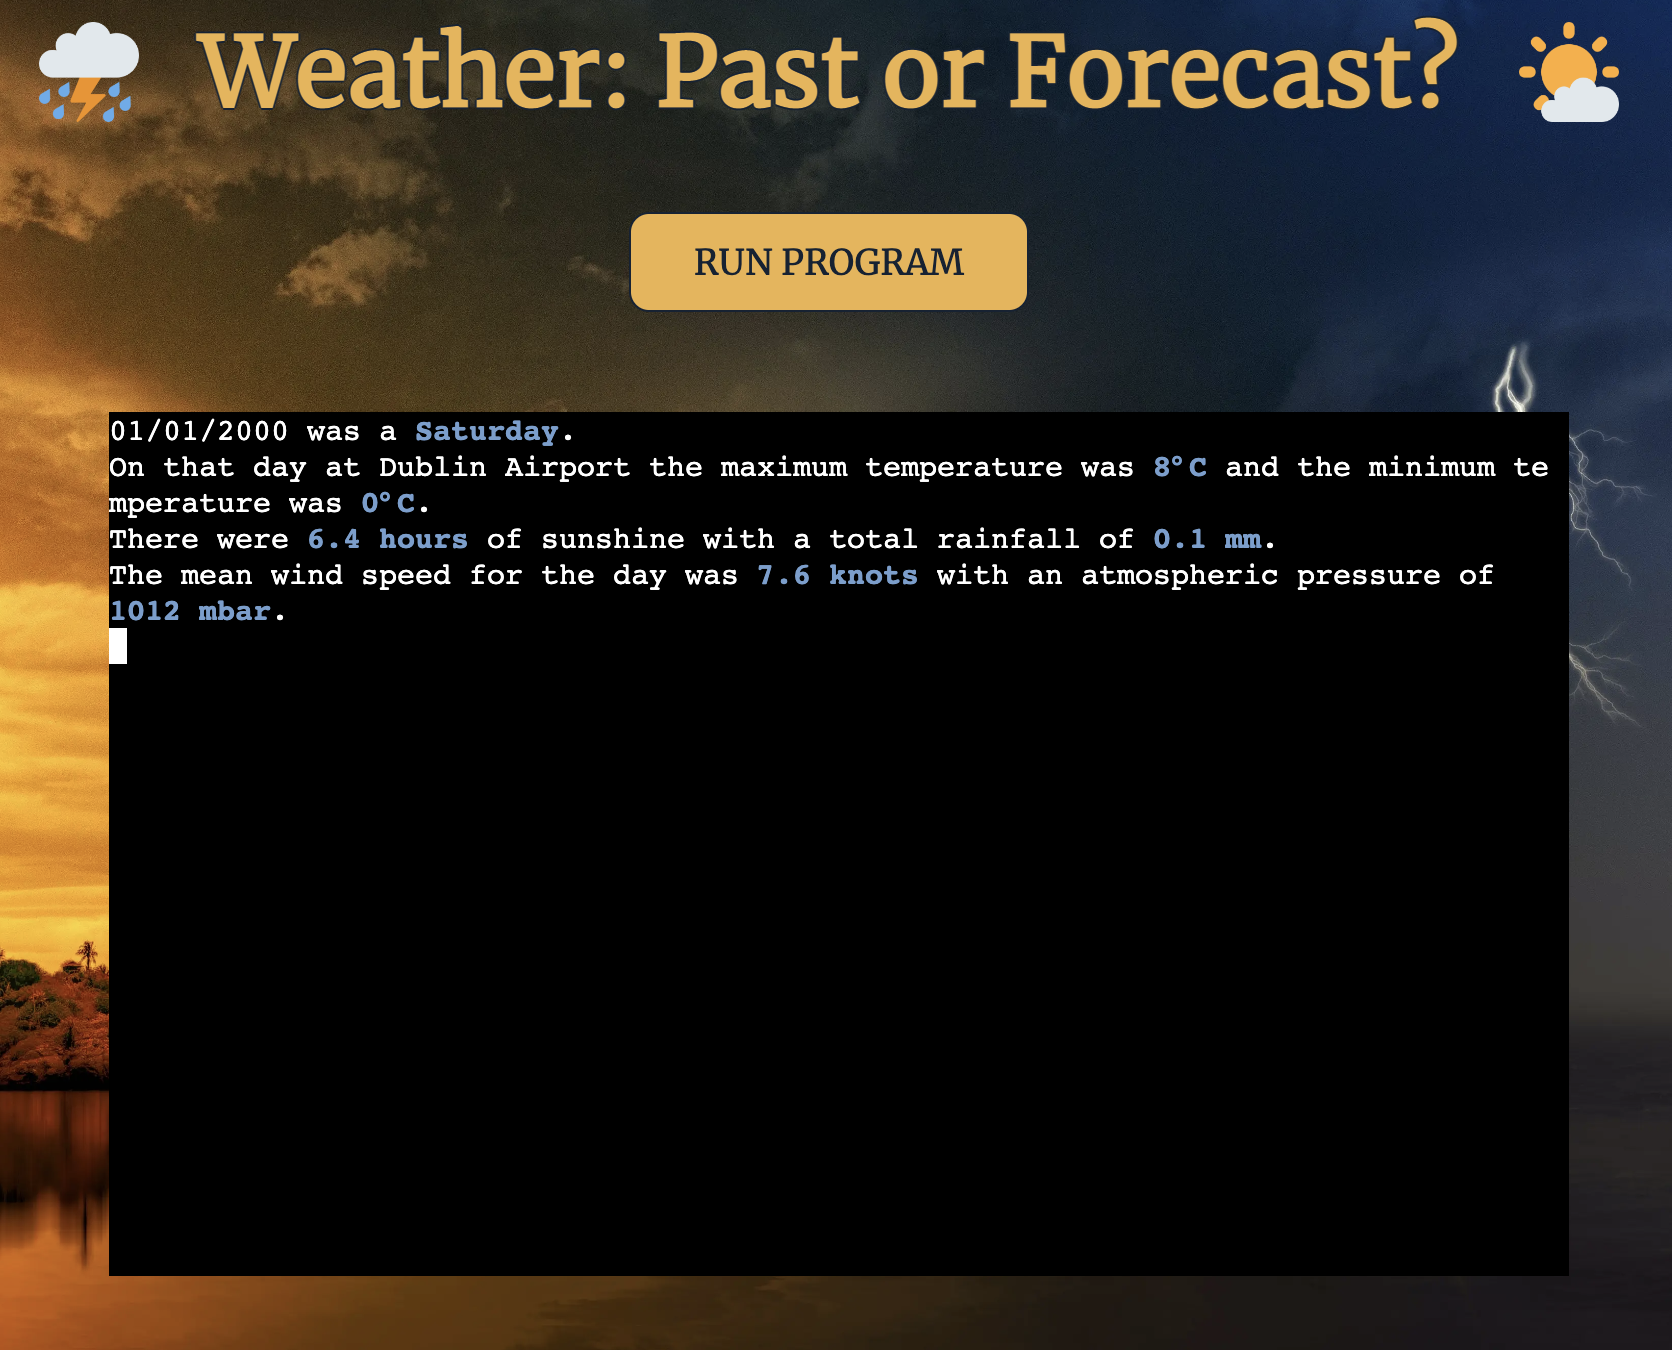 Weather: Past or Forecast?
RUN PROGRAM
01/01/2000 was a Saturday.
On that day at Dublin Airport the maximum temperature was 8°C and the minimum te
mperature was 0°C.
There were 6.4 hours of sunshine with a total rainfall of 0.1 mm.
The mean wind speed for the day was 7.6 knots with an atmospheric pressure of
1012 mbar.